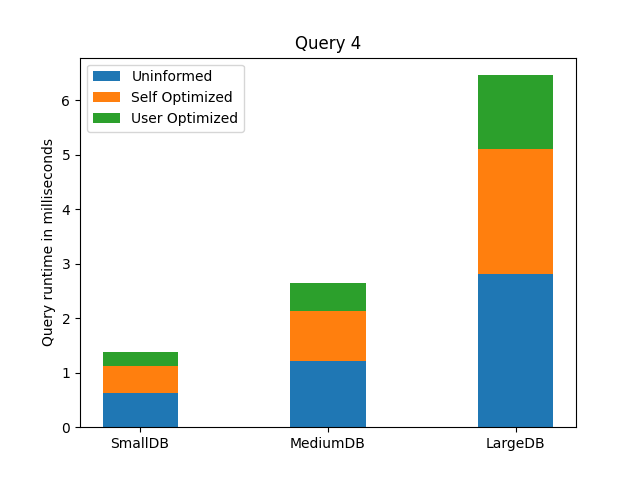 Query 4
Uninformed
Self Optimized
User Optimized
Query runtime in milliseconds
6
5
4
3
2
1
0
SmallDB
MediumDB
LargeDB